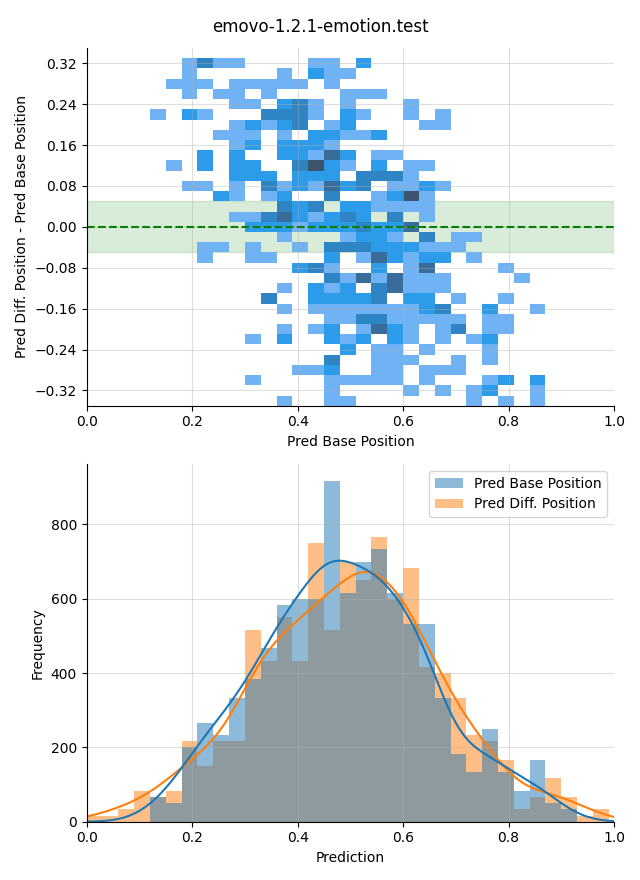 emovo-1.2.1-emotion.test
Pred Diff. Position - Pred Base Position
0.32
0.24
0.16
0.08
0.00
−0.08
−0.16
−0.24
−0.32
0.0 0.2 0.4 0.6 0.8 1.0
Pred Base Position
Pred Base Position
Pred Diff. Position
Frequency
800
600
400
200
0
0.0 0.2 0.4 0.6 0.8 1.0
Prediction